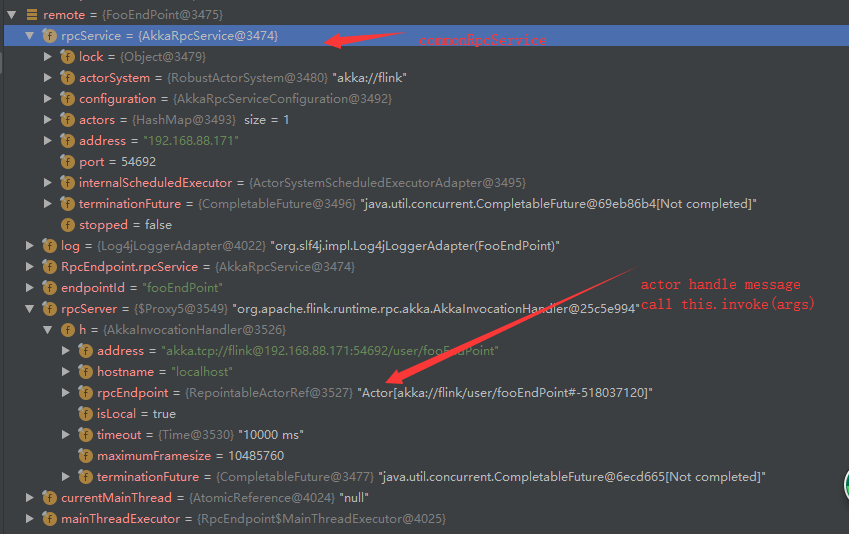 remote = {FooEndPoint@3475}
rpcService = {AkkaRpcService@3474}
commonRpcService
lock = {Object@3479}
actorSystem = {RobustActorSystem@3480} "akka://flink"
configuration = {AkkaRpcServiceConfiguration@3492}
actors = {HashMap@3493} size = 1
address = "192.168.88.171"
port = 54692
internalScheduledExecutor = {ActorSystemScheduledExecutorAdapter@3495}
terminationFuture = {CompletableFuture@3496} "java.util.concurrent.CompletableFuture@69eb86b4[Not completed]"
stopped = false
log = {Log4jLoggerAdapter@4022} "org.slf4j.impl.Log4jLoggerAdapter(FooEndPoint)"
RpcEndpoint.rpcService = {AkkaRpcService@3474}
endpointId = "fooEndPoint"
actor handle message
call this.invoke(args)
rpcServer = {$Proxy5@3549} "org.apache.flink.runtime.rpc.akka.AkkaInvocationHandler@25c5e994"
h = {AkkaInvocationHandler@3526}
address = "akka.tcp://flink@192.168.88.171:54692/user/fooEndPoint"
hostname = "localhost"
rpcEndpoint = {RepointableActorRef@3527} "Actor[akka://flink/user/fooEndPoint#-518037120]"
isLocal = true
timeout = {Time@3530} "10000 ms"
maximumFramesize = 10485760
terminationFuture = {CompletableFuture@3477} "java.util.concurrent.CompletableFuture@6ecd665[Not completed]"
currentMainThread = {AtomicReference@4024} "null"
mainThreadExecutor = {RpcEndpoint$MainThreadExecutor@4025}